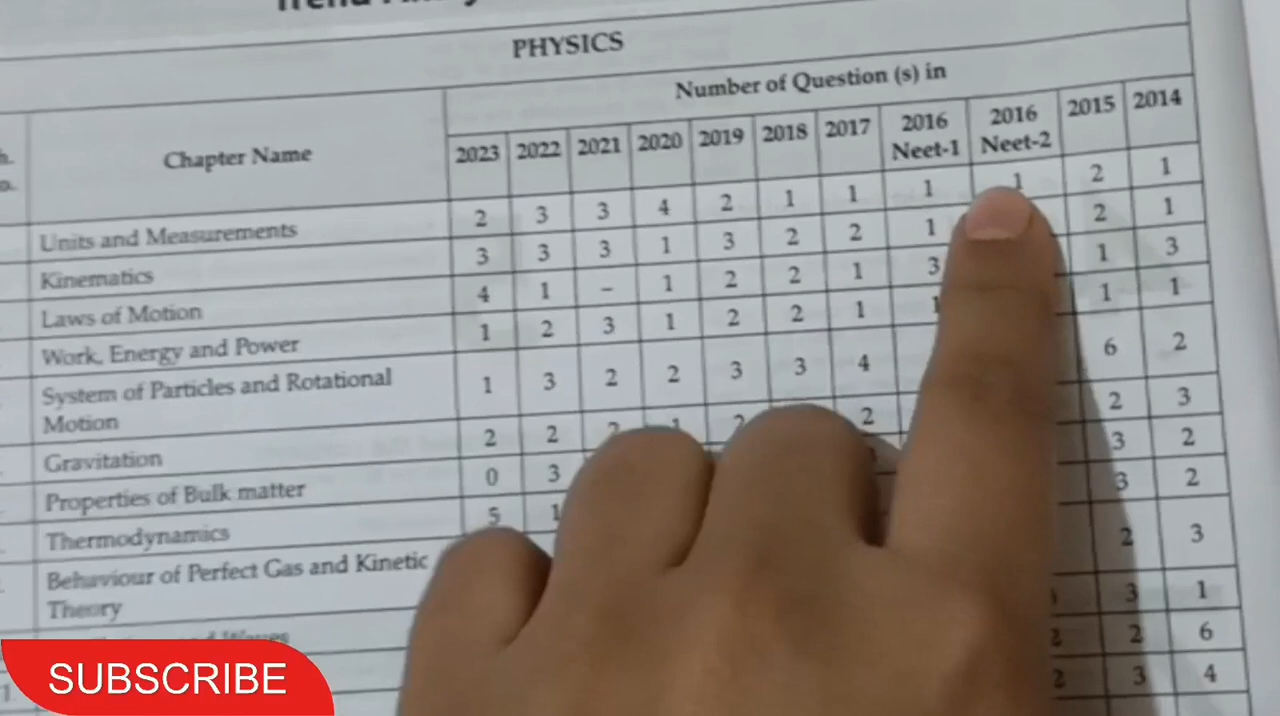 PHYSICS
Number of Question (s) in
Chapter Name 2023 2022 2021 2020 2019 2018 2017 2016 Neet-1 2016 Neet-2 2015 2014
Units and Measurements 2 3 3 4 2 1 1 1 1 2 1
Kinematics 3 3 3 1 3 2 2 1 2 1
Laws of Motion 4 1 – 1 2 2 1 3 1 3
Work, Energy and Power 1 2 3 1 2 2 1 1 1 1
System of Particles and Rotational
Motion 1 3 2 2 3 3 4 6 2
Gravitation 2 2 2 1 2 2 2 3
Properties of Bulk matter 0 3 3 2
Thermodynamics 5 1 3 2
Behaviour of Perfect Gas and Kinetic
Theory 2 3
and Waves 3 1
2 2 6
1 2 3 4
SUBSCRIBE